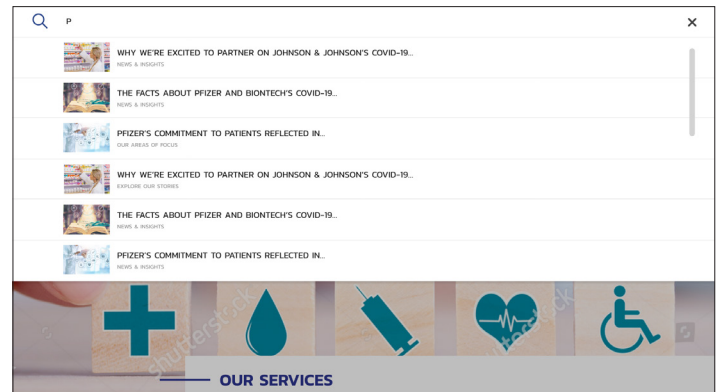 P
WHY WE'RE EXCITED TO PARTNER ON JOHNSON & JOHNSON'S COVID-19...
NEWS & INSIGHTS
THE FACTS ABOUT PFIZER AND BIONTECH'S COVID-19...
NEWS & INSIGHTS
PFIZER'S COMMITMENT TO PATIENTS REFLECTED IN...
OUR AREAS OF FOCUS
WHY WE'RE EXCITED TO PARTNER ON JOHNSON & JOHNSON'S COVID-19...
EXPLORE OUR STORIES
THE FACTS ABOUT PFIZER AND BIONTECH'S COVID-19...
NEWS & INSIGHTS
PFIZER'S COMMITMENT TO PATIENTS REFLECTED IN...
NEWS & INSIGHTS
shutterstock
shutterstock
OUR SERVICES